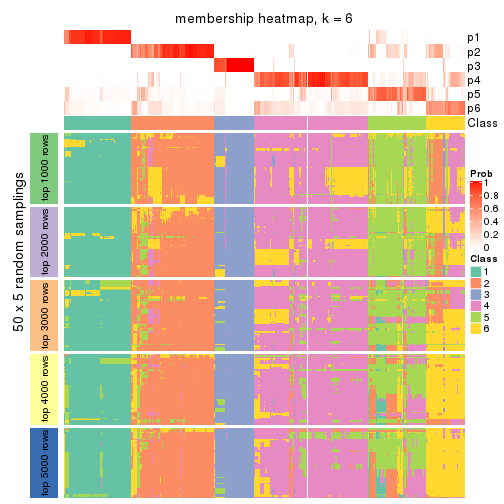 membership heatmap, k = 6
p1
p2
p3
p4
p5
p6
Class
50 x 5 random samplings
top 1000 rows
top 2000 rows
top 3000 rows
top 4000 rows
top 5000 rows
Prob
1
0.8
0.6
0.4
0.2
0
Class
1
2
3
4
5
6